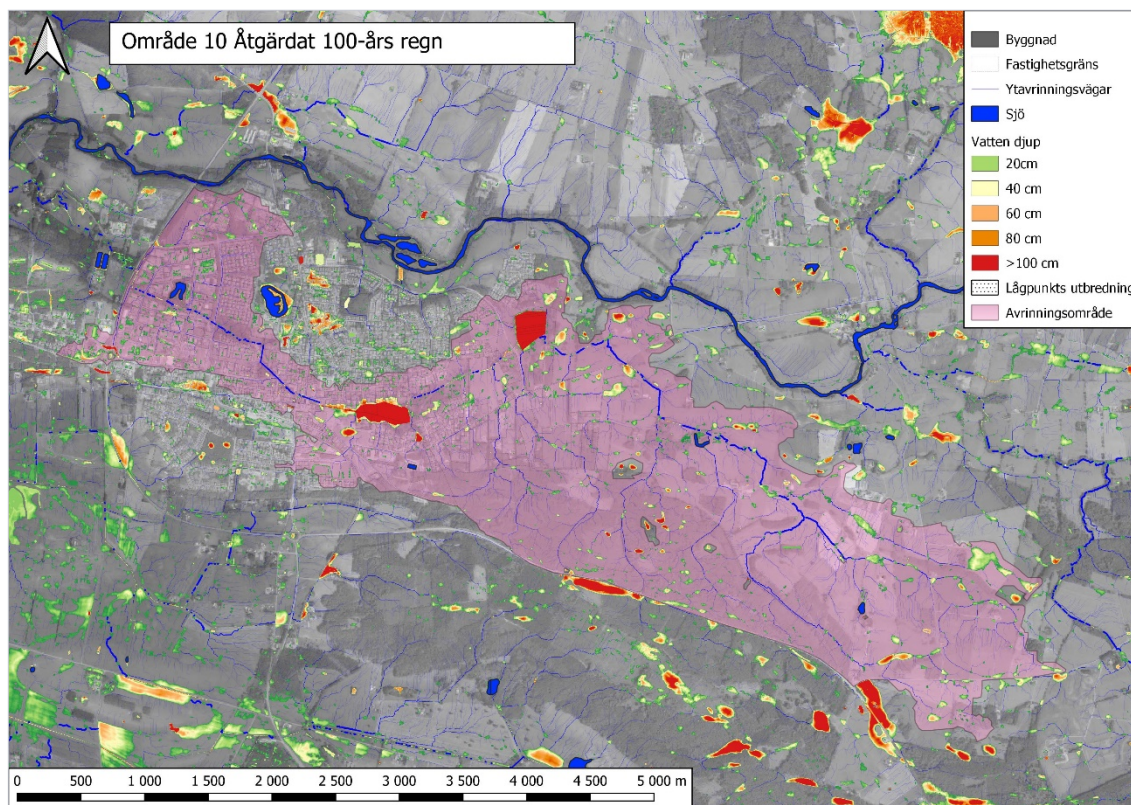 Område 10 Åtgärdat 100-års regn
Byggnad
Fastighetsgräns
Ytavrinningsvägar
Sjö
Vatten djup
20cm
40 cm
60 cm
80 cm
>100 cm
Lågpunkts utbredning
Avrinningsområde
0 500 1 000 1 500 2 000 2 500 3 000 3 500 4 000 4 500 5 000 m